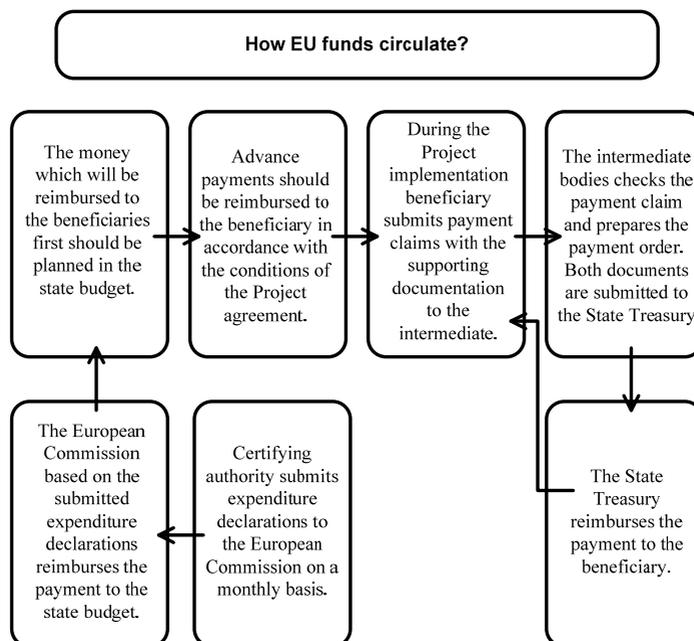 How EU funds circulate?
The money
which will be
reimbursed to
the beneficiaries
first should be
planned in the
state budget.
Advance
payments should
be reimbursed to
the beneficiary in
accordance with
the conditions of
the Project
agreement.
During the
Project
implementation
beneficiary
submits payment
claims with the
supporting
documentation
to the
intermediate.
The intermediate
bodies checks the
payment claim
and prepares the
payment order.
Both documents
are submitted to
the State Treasury
The European
Commission
based on the
submitted
expenditure
declarations
reimburses the
payment to the
state budget.
Certifying
authority submits
expenditure
declarations to
the European
Commission on a
monthly basis.
The State
Treasury
reimburses the
payment to the
beneficiary.